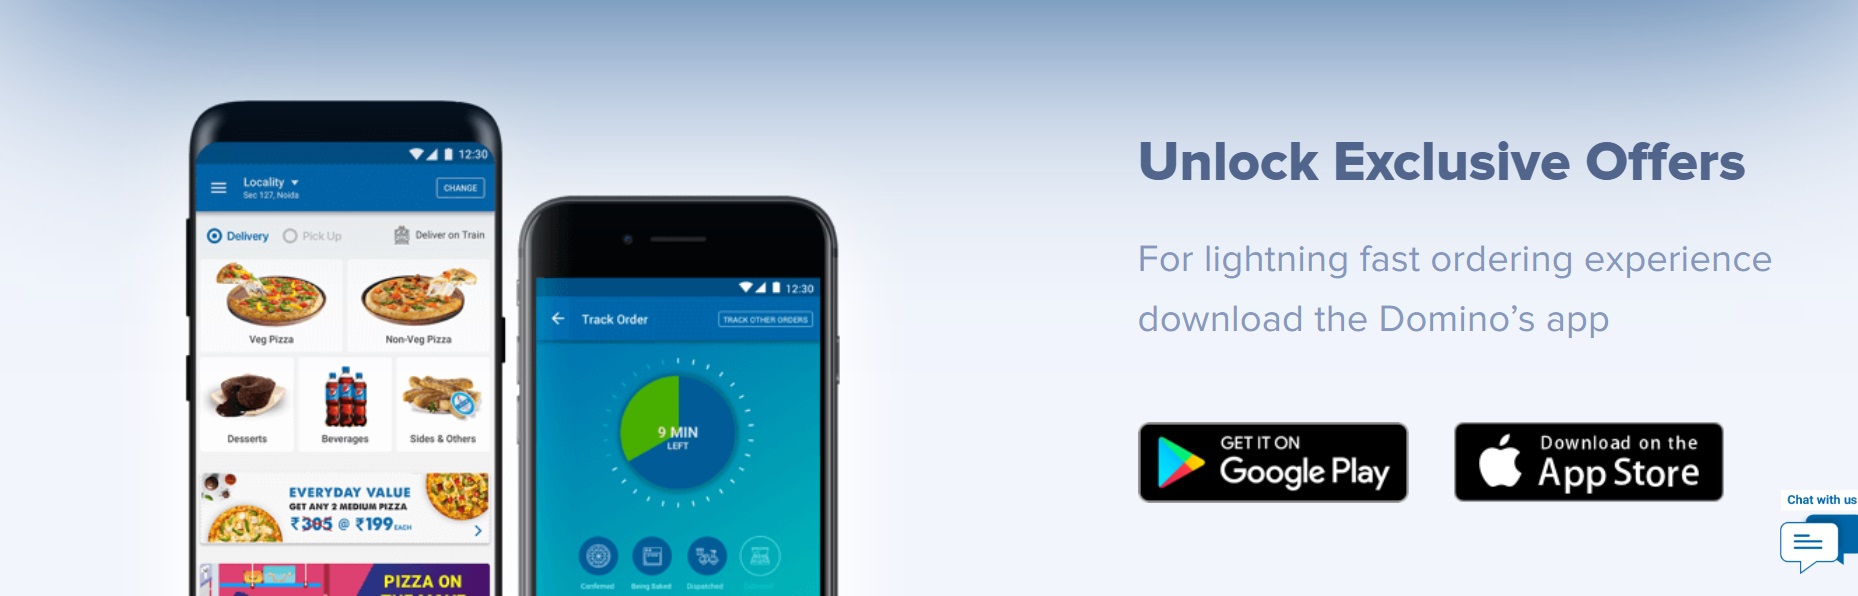 12:30
Locality
Sec 127, Noida
CHANGE
Delivery
Pick Up
Deliver on Train
Veg Pizza
Non-Veg Pizza
Desserts
Beverages
Sides & Others
EVERYDAY VALUE
GET ANY 2 MEDIUM PIZZA
₹305 @ ₹199 EACH
PIZZA ON
12:30
Track Order
TRACK OTHER ORDERS
9 MIN
LEFT
Confirmed
Being Baked
Dispatched
Unlock Exclusive Offers
For lightning fast ordering experience
download the Domino’s app
GET IT ON
Google Play
Download on the
App Store
Chat with us